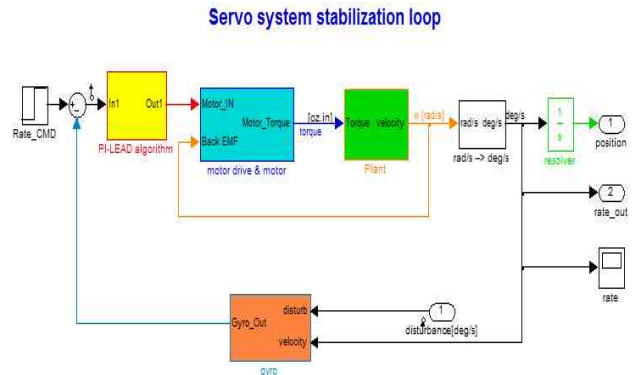 Servo system stabilization loop
Rate_CMD
In1 Out1
PI-LEAD algorithm
Motor_IN
Motor_Torque
Back EMF
motor drive & motor
[oz.in]
torque
Torque velocity
Plant
w [rad/s]
rad/s deg/s
rad/s --> deg/s
deg/s
1
s
resolver
1
position
2
rate_out
rate
Gyro_Out
disturb
velocity
gyro
1
disturbance[deg/s]